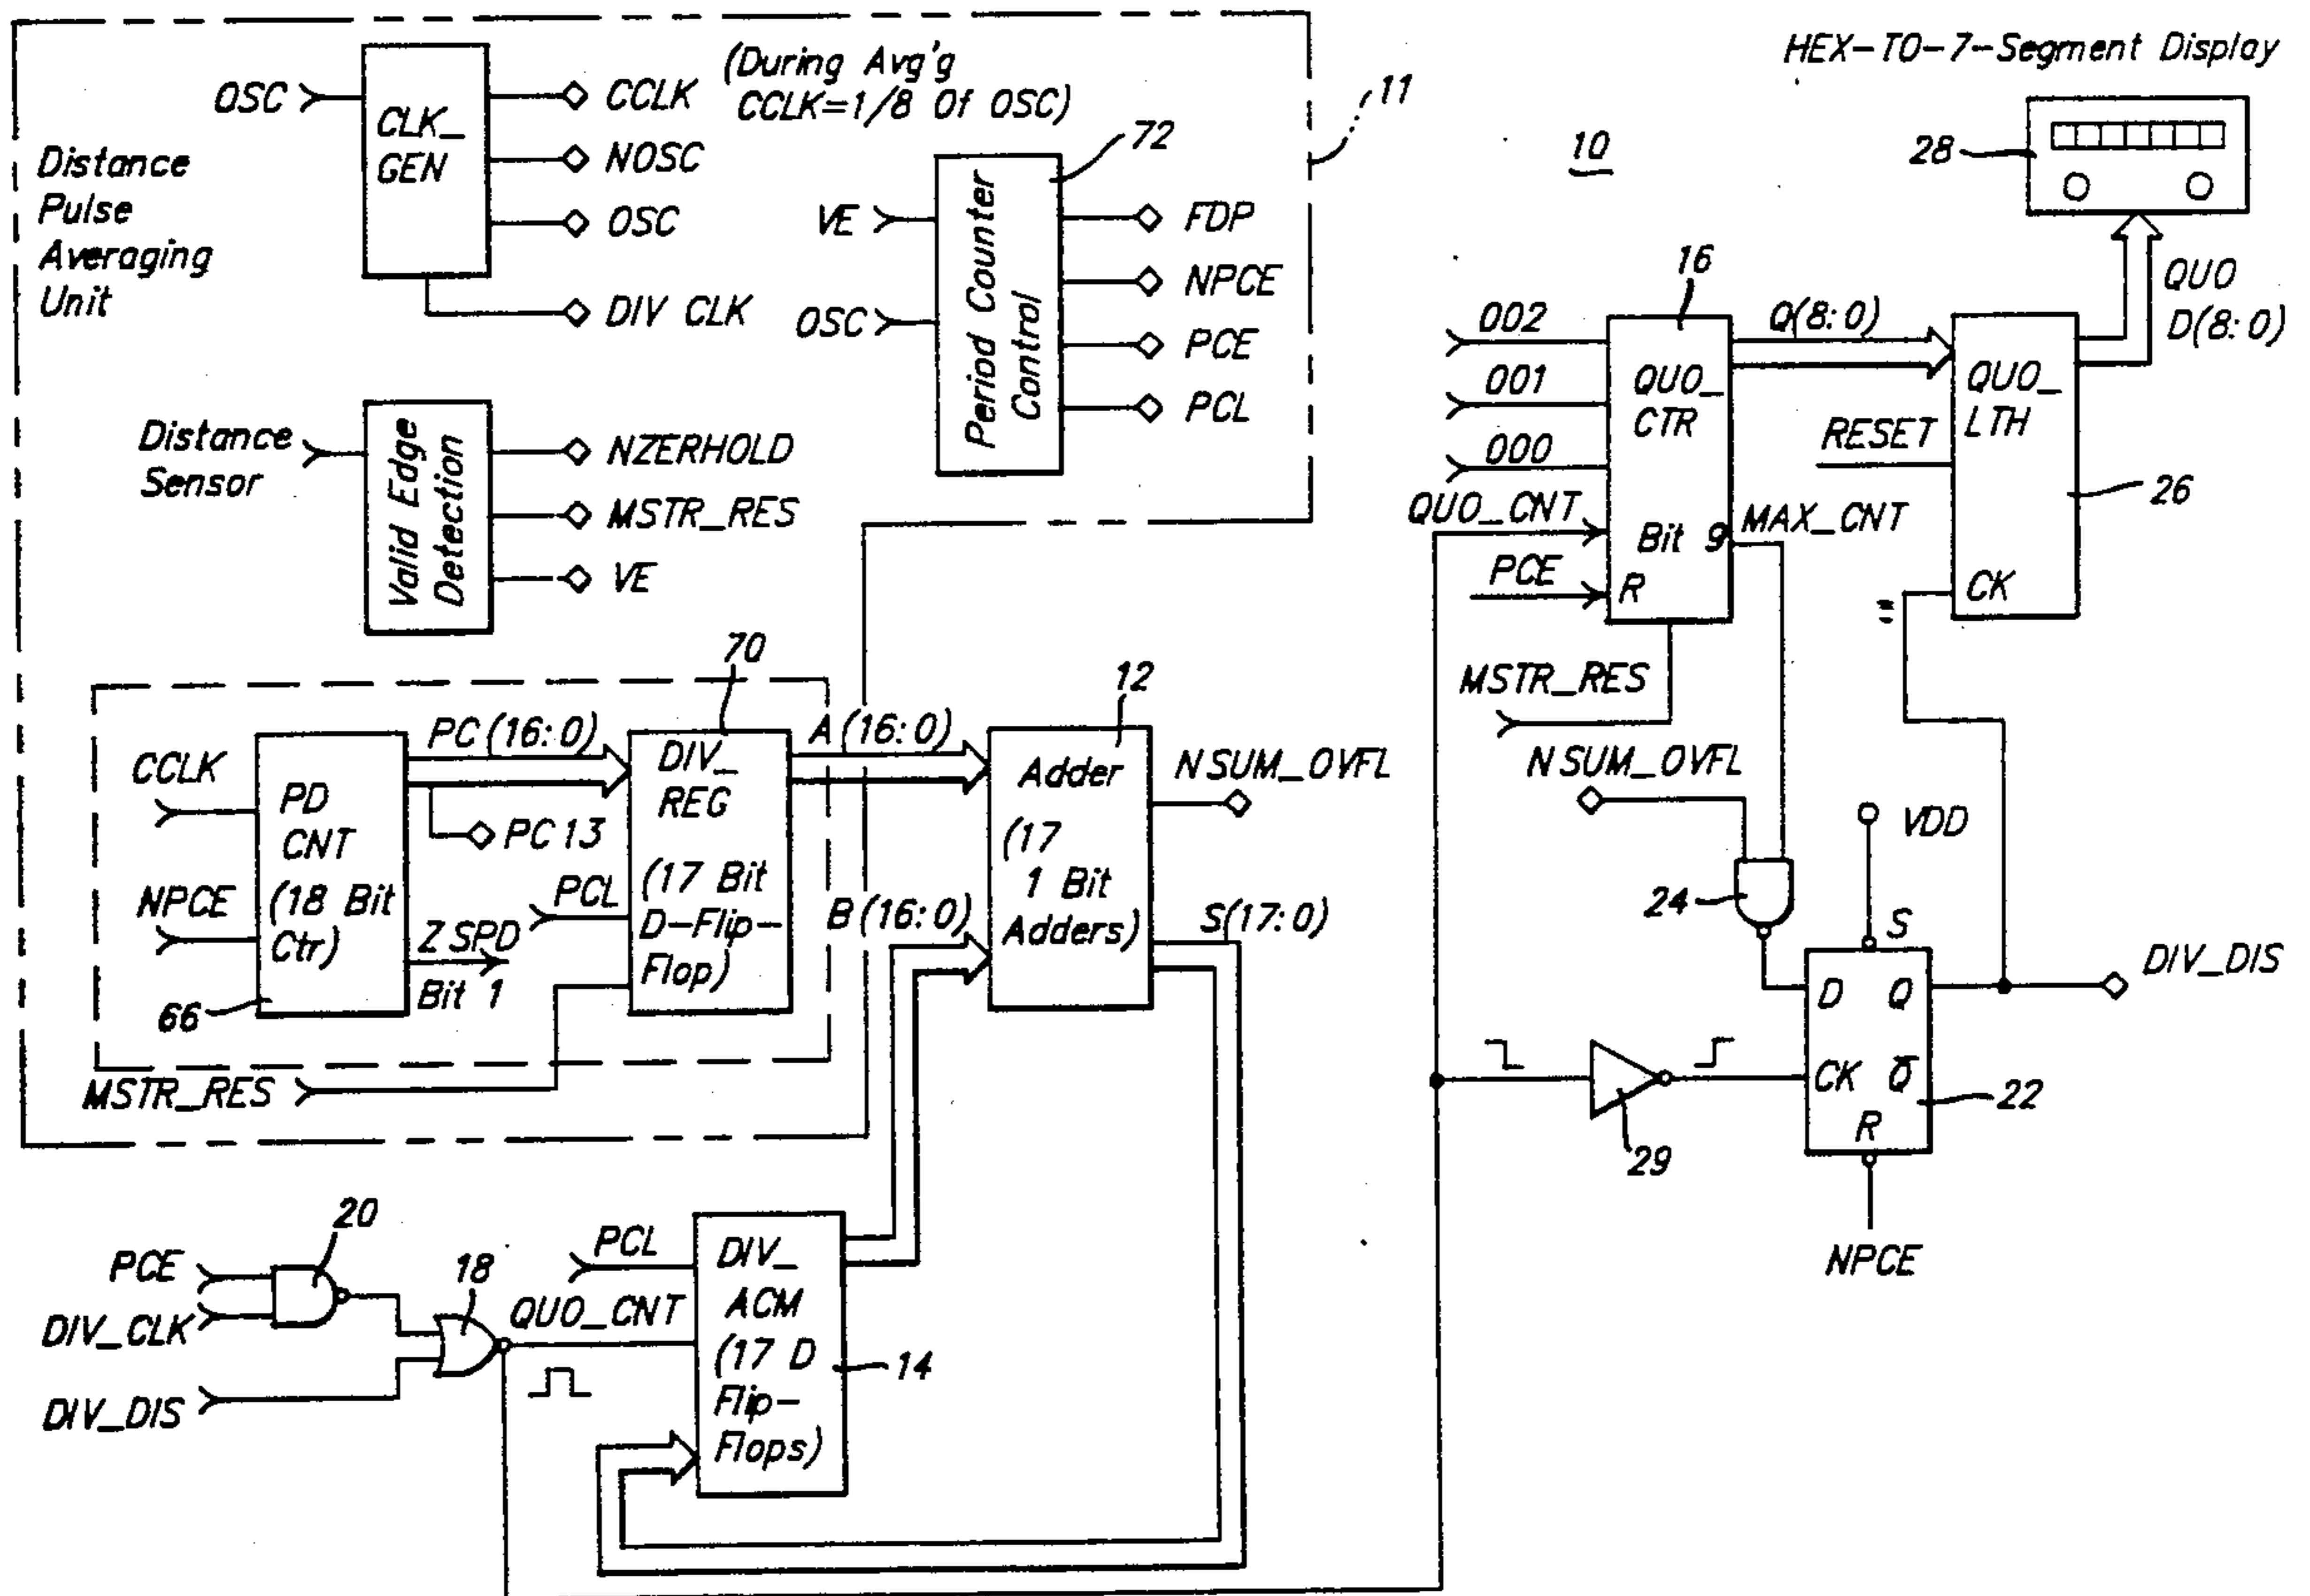 HEX-TO-7-Segment Display
(During Avg'g
CCLK=1/8 Of OSC)
OSC
CLK_
GEN
CCLK
NOSC
OSC
DIV CLK
11
Distance
Pulse
Averaging
Unit
72
VE
OSC
Period Counter
Control
FDP
NPCE
PCE
PCL
10
28
QUO
D(8:0)
16
002
001
000
QUO_CNT
PCE
QUO_
CTR
Bit 9
R
Q(8:0)
MAX_CNT
QUO_
LTH
CK
RESET
26
MSTR_RES
Distance
Sensor
Valid Edge
Detection
NZERHOLD
MSTR_RES
VE
70
12
CCLK
NPCE
PD
CNT
(18 Bit
Ctr)
66
PC(16:0)
PC13
ZSPD
Bit 1
PCL
DIV_
REG
(17 Bit
D-Flip-
Flop)
A(16:0)
B(16:0)
Adder
(17
1 Bit
Adders)
NSUM_OVFL
S(17:0)
MSTR_RES
NSUM_OVFL
24
VDD
S
D Q
CK Q̅
R
22
DIV_DIS
29
NPCE
20
PCE
DIV_CLK
DIV_DIS
18
QUO_CNT
PCL
DIV_
ACM
(17 D
Flip-
Flops)
14